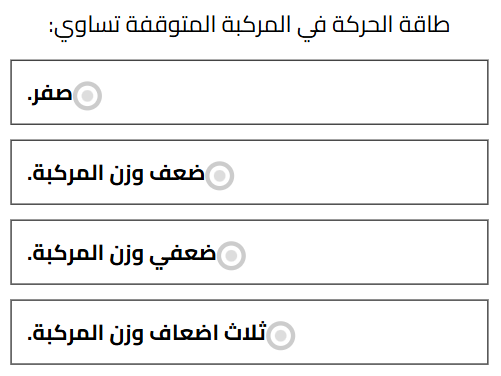 طاقة الحركة في المركبة المتوقفة تساوي:
صفر.
ضعف وزن المركبة.
ضعفي وزن المركبة.
ثلاث اضعاف وزن المركبة.